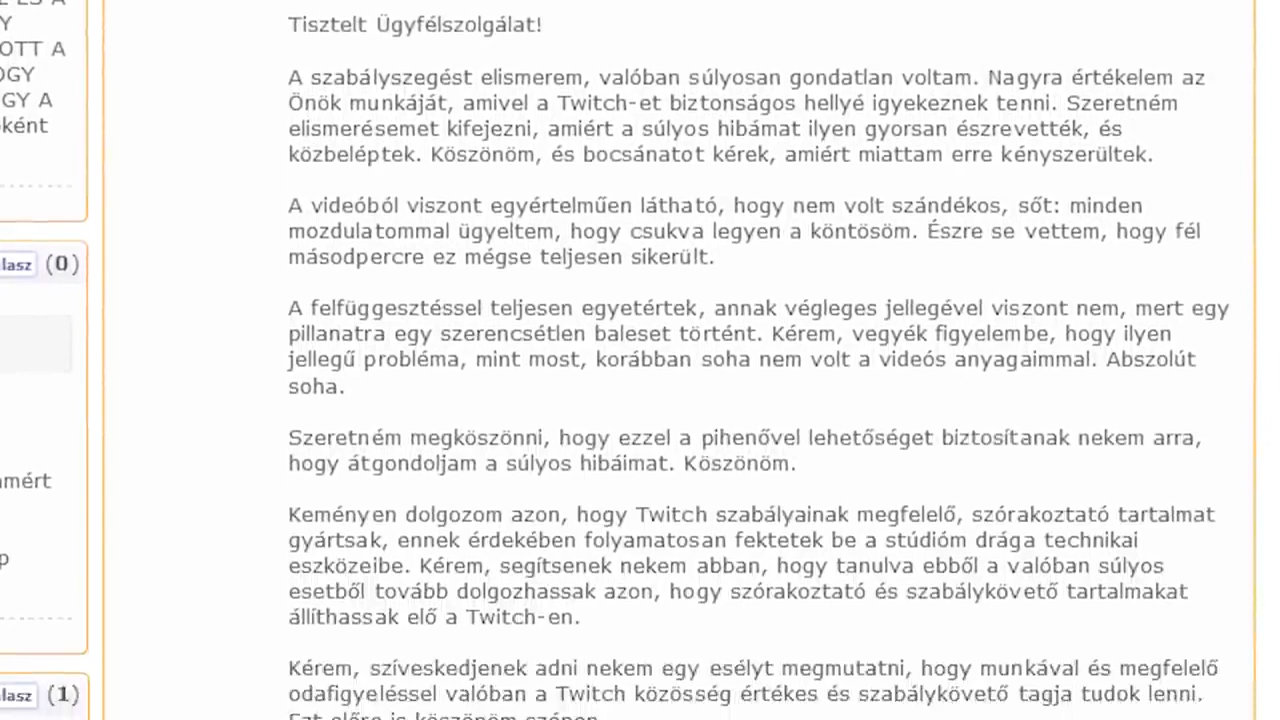 OTT A
GY A
ként
lasz (0)
mért
lasz (1)
Tisztelt Ügyfélszolgálat!
A szabályszegést elismerem, valóban súlyosan gondatlan voltam. Nagyra értékelem az
Önök munkáját, amivel a Twitch-et biztonságos hellyé igyekeznek tenni. Szeretném
elismerésemet kifejezni, amiért a súlyos hibámat ilyen gyorsan észrevették, és
közbeléptek. Köszönöm, és bocsánatot kérek, amiért miattam erre kényszerültek.
A videóból viszont egyértelműen látható, hogy nem volt szándékos, sőt: minden
mozdulatommal ügyeltem, hogy csukva legyen a köntösöm. Észre se vettem, hogy fél
másodpercre ez mégse teljesen sikerült.
A felfüggesztéssel teljesen egyetértek, annak végleges jellegével viszont nem, mert egy
pillanatra egy szerencsétlen baleset történt. Kérem, vegyék figyelembe, hogy ilyen
jellegű probléma, mint most, korábban soha nem volt a videós anyagaimmal. Abszolút
soha.
Szeretném megköszönni, hogy ezzel a pihenővel lehetőséget biztosítanak nekem arra,
hogy átgondoljam a súlyos hibáimat. Köszönöm.
Keményen dolgozom azon, hogy Twitch szabályainak megfelelő, szórakoztató tartalmat
gyártsak, ennek érdekében folyamatosan fektetek be a stúdióm drága technikai
eszközeibe. Kérem, segítsenek nekem abban, hogy tanulva ebből a valóban súlyos
esetből tovább dolgozhassak azon, hogy szórakoztató és szabálykövető tartalmakat
állíthassak elő a Twitch-en.
Kérem, szíveskedjenek adni nekem egy esélyt megmutatni, hogy munkával és megfelelő
odafigyeléssel valóban a Twitch közösség értékes és szabálykövető tagja tudok lenni.
Ezt előre is köszönöm szépen